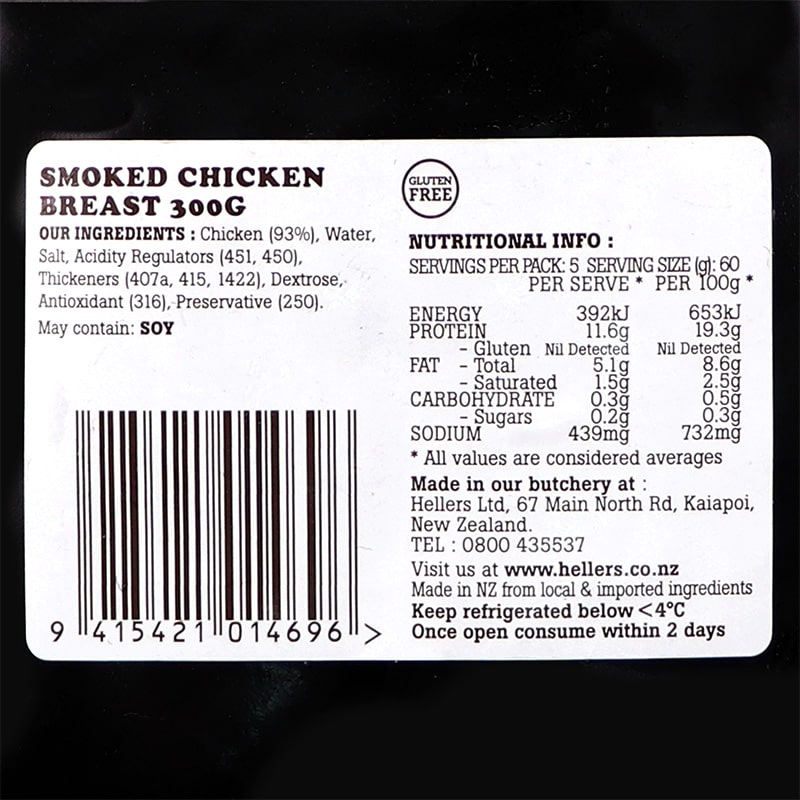 SMOKED CHICKEN
BREAST 300G
OUR INGREDIENTS : Chicken (93%), Water,
Salt, Acidity Regulators (451, 450),
Thickeners (407a, 415, 1422), Dextrose,
Antioxidant (316), Preservative (250).
May contain: SOY
9 415421 014696 >
GLUTEN
FREE
NUTRITIONAL INFO :
SERVINGS PER PACK: 5 SERVING SIZE (g): 60
PER SERVE * PER 100g *
ENERGY 392kJ 653kJ
PROTEIN 11.6g 19.3g
- Gluten Nil Detected Nil Detected
FAT - Total 5.1g 8.6g
- Saturated 1.5g 2.5g
CARBOHYDRATE 0.3g 0.5g
- Sugars 0.2g 0.3g
SODIUM 439mg 732mg
* All values are considered averages
Made in our butchery at :
Hellers Ltd, 67 Main North Rd, Kaiapoi,
New Zealand.
TEL : 0800 435537
Visit us at www.hellers.co.nz
Made in NZ from local & imported ingredients
Keep refrigerated below <4°C
Once open consume within 2 days